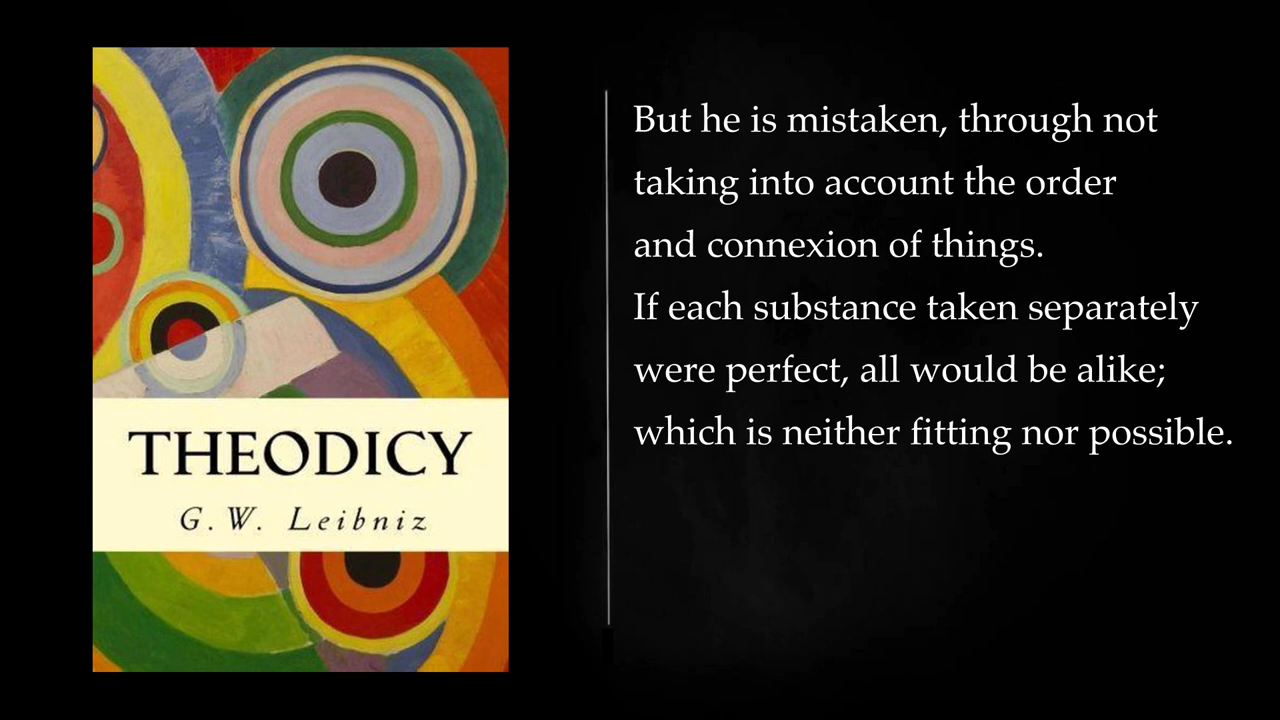 THEODICY
G. W. Leibniz
But he is mistaken, through not
taking into account the order
and connexion of things.
If each substance taken separately
were perfect, all would be alike;
which is neither fitting nor possible.